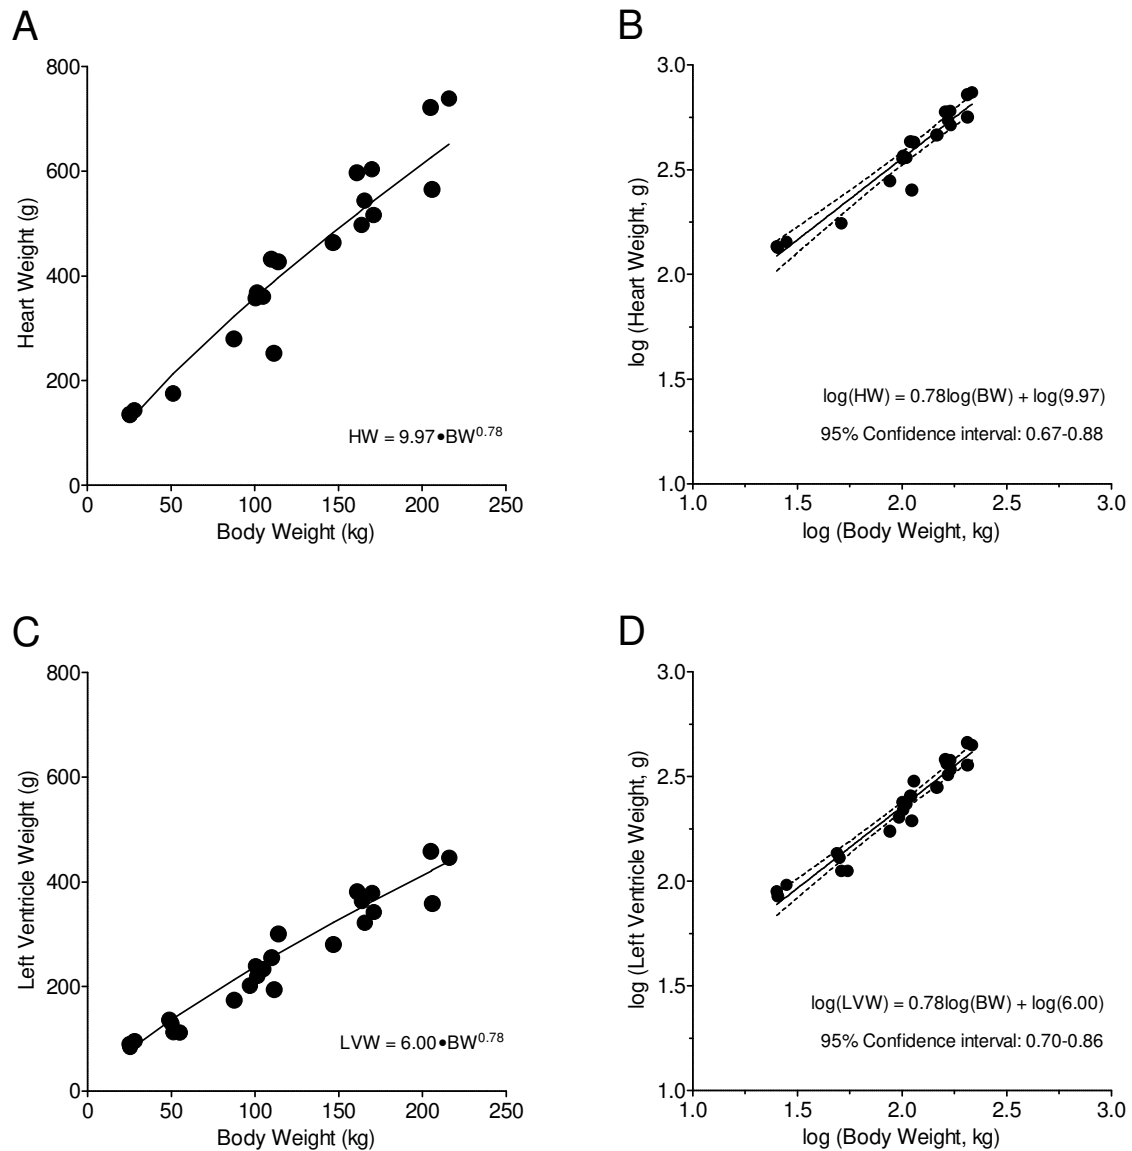 A
800
600
400
200
0
Heart Weight (g)
HW = 9.97•BW^0.78
0 50 100 150 200 250
Body Weight (kg)
B
3.0
2.5
2.0
1.5
1.0
log (Heart Weight, g)
log(HW) = 0.78log(BW) + log(9.97)
95% Confidence interval: 0.67-0.88
1.0 1.5 2.0 2.5 3.0
log (Body Weight, kg)
C
800
600
400
200
0
Left Ventricle Weight (g)
LVW = 6.00•BW^0.78
0 50 100 150 200 250
Body Weight (kg)
D
3.0
2.5
2.0
1.5
1.0
log (Left Ventricle Weight, g)
log(LVW) = 0.78log(BW) + log(6.00)
95% Confidence interval: 0.70-0.86
1.0 1.5 2.0 2.5 3.0
log (Body Weight, kg)